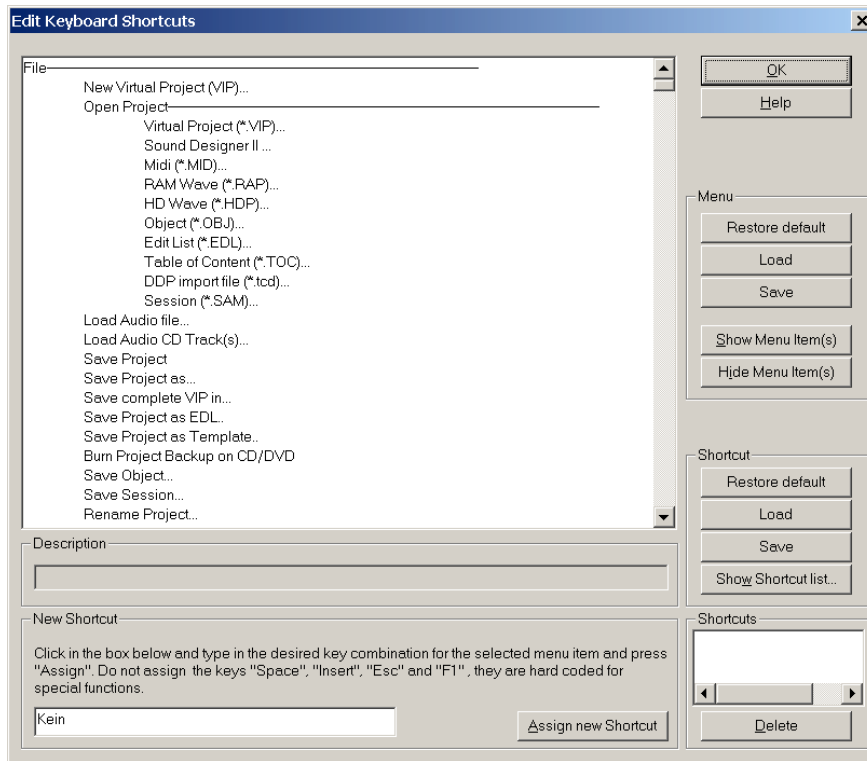 Edit Keyboard Shortcuts
File
New Virtual Project (VIP)...
Open Project
Virtual Project (*.VIP)...
Sound Designer II ...
Midi (*.MID)...
RAM Wave (*.RAP)...
HD Wave (*.HDP)...
Object (*.OBJ)...
Edit List (*.EDL)...
Table of Content (*.TOC)...
DDP import file (*.tcd)...
Session (*.SAM)...
Load Audio file...
Load Audio CD Track(s)...
Save Project
Save Project as...
Save complete VIP in...
Save Project as EDL..
Save Project as Template..
Burn Project Backup on CD/DVD
Save Object...
Save Session...
Rename Project...
OK
Help
Menu
Restore default
Load
Save
Show Menu Item(s)
Hide Menu Item(s)
Shortcut
Restore default
Load
Save
Show Shortcut list...
Description
New Shortcut
Click in the box below and type in the desired key combination for the selected menu item and press
"Assign". Do not assign the keys "Space", "Insert", "Esc" and "F1" , they are hard coded for
special functions.
Kein
Assign new Shortcut
Shortcuts
Delete